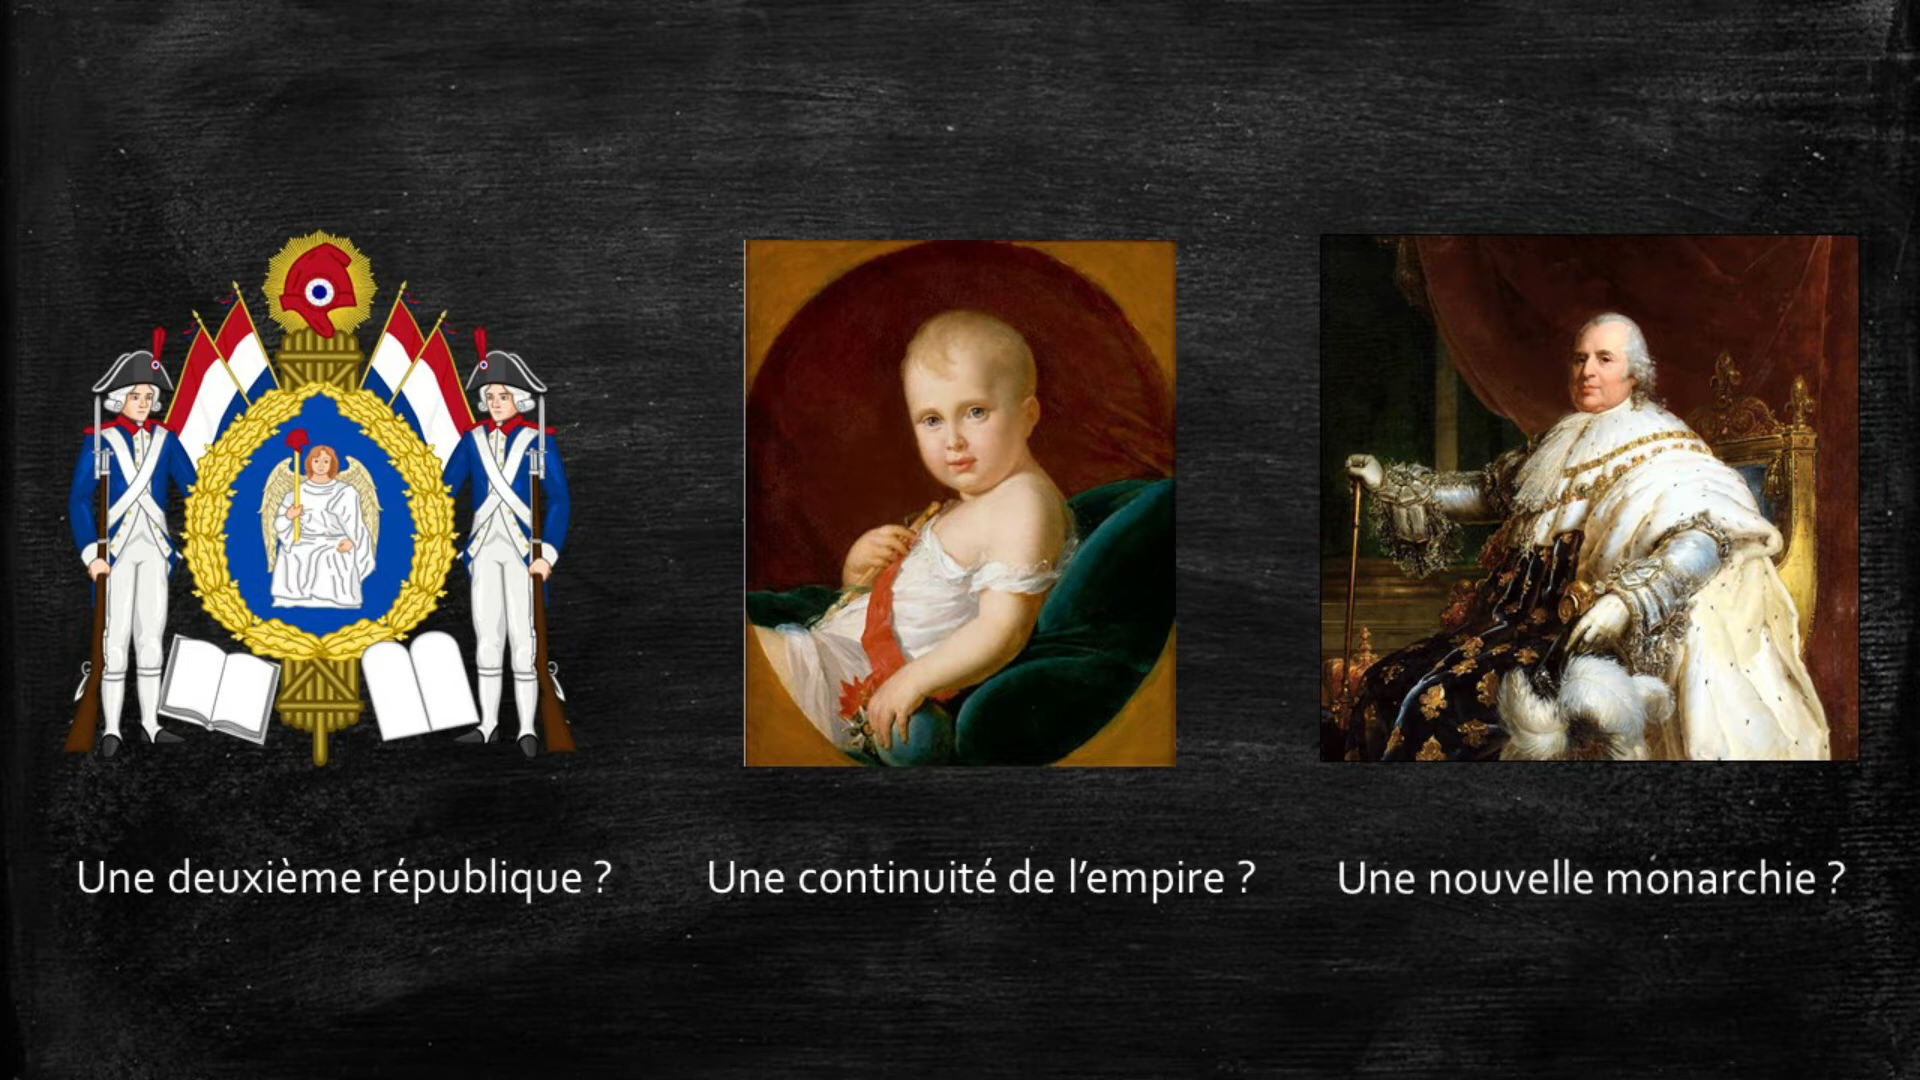 Une deuxième république ?
Une continuité de l’empire ?
Une nouvelle monarchie ?